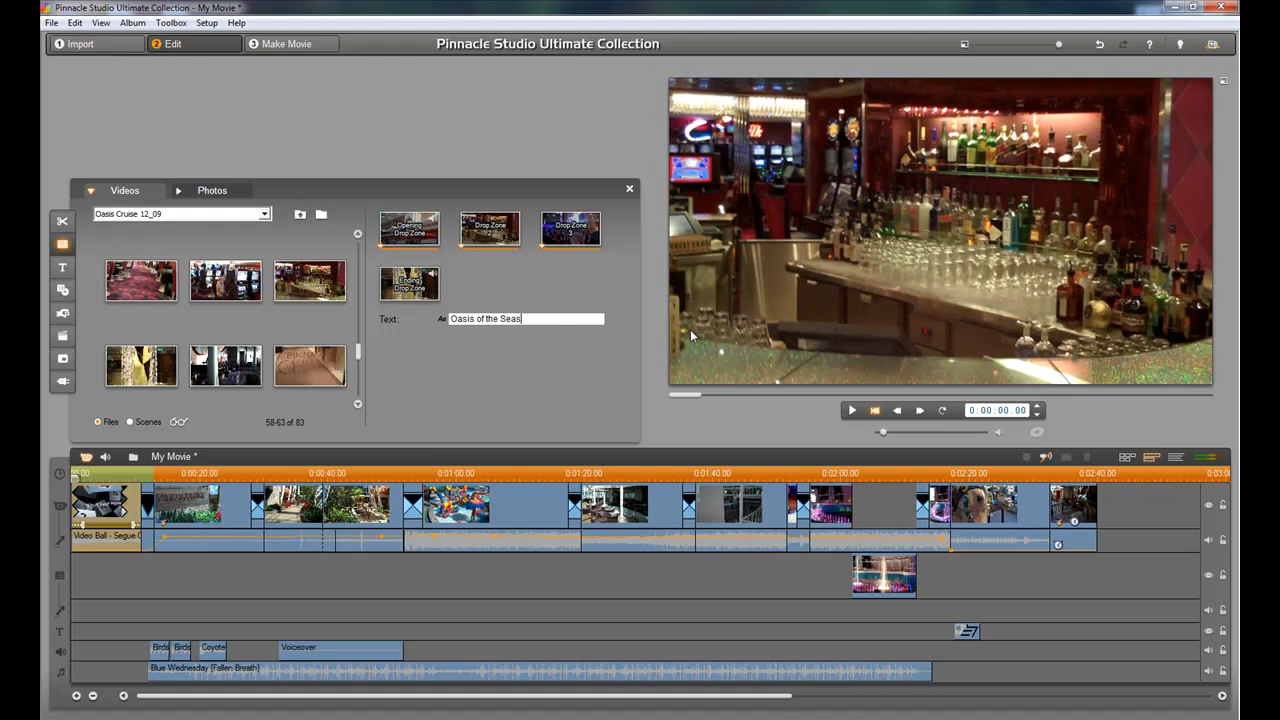 Pinnacle Studio Ultimate Collection - My Movie *
File Edit View Album Toolbox Setup Help
1 Import 2 Edit 3 Make Movie Pinnacle Studio Ultimate Collection
Videos Photos
Oasis Cruise 12_09
Opening Drop Zone
Drop Zone 2
Drop Zone 3
Ending Drop Zone
Text: Aa Oasis of the Seas
Files Scenes 58-63 of 83
0:00:00.00
My Movie *
00.00 0:00:20.00 0:00:40.00 0:01:00.00 0:01:20.00 0:01:40.00 0:02:00.00 0:02:20.00 0:02:40.00 0:03:0
Video Ball - Segue
Birds Birds Coyote Voiceover
Blue Wednesday [Fallen Breath]